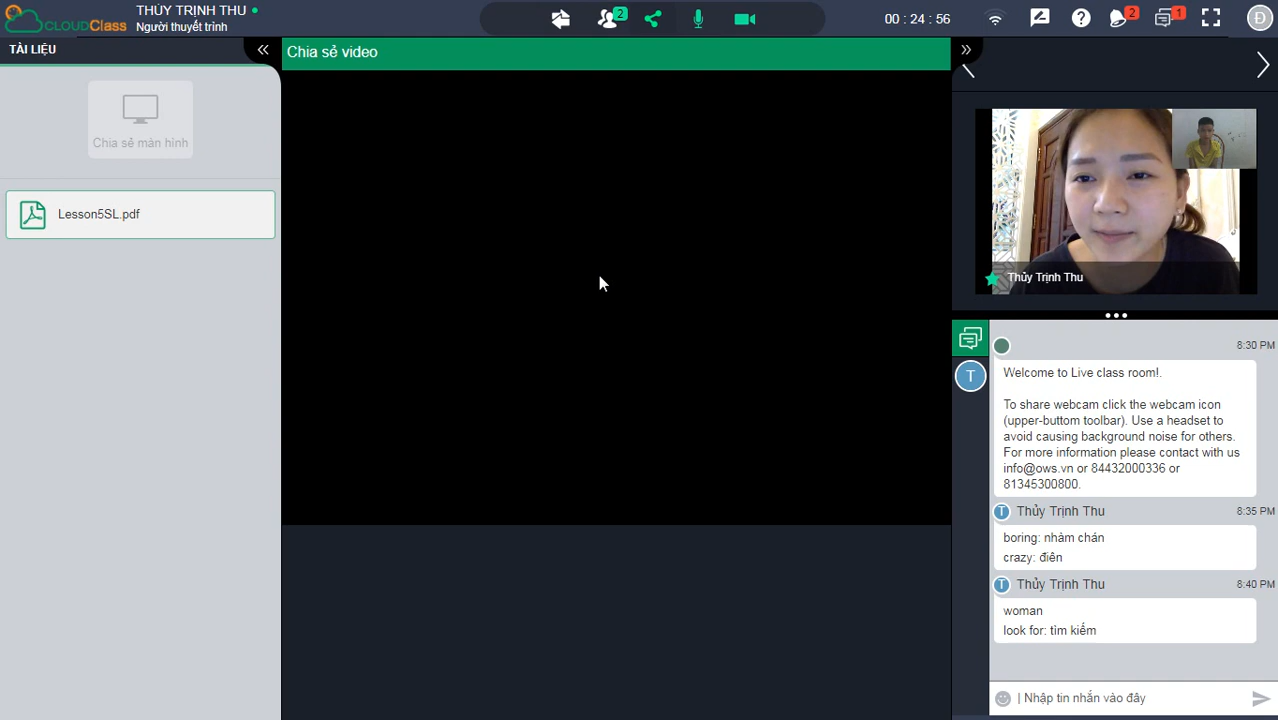 CLOUDClass
THỦY TRỊNH THU
Người thuyết trình
2
00 : 24 : 56
2
1
Đ
TÀI LIỆU
Chia sẻ màn hình
Lesson5SL.pdf
Chia sẻ video
Thủy Trịnh Thu
T
8:30 PM
Welcome to Live class room!.
To share webcam click the webcam icon
(upper-buttom toolbar). Use a headset to
avoid causing background noise for others.
For more information please contact with us
info@ows.vn or 84432000336 or
81345300800.
T Thủy Trịnh Thu 8:35 PM
boring: nhàm chán
crazy: điên
T Thủy Trịnh Thu 8:40 PM
woman
look for: tìm kiếm
| Nhập tin nhắn vào đây